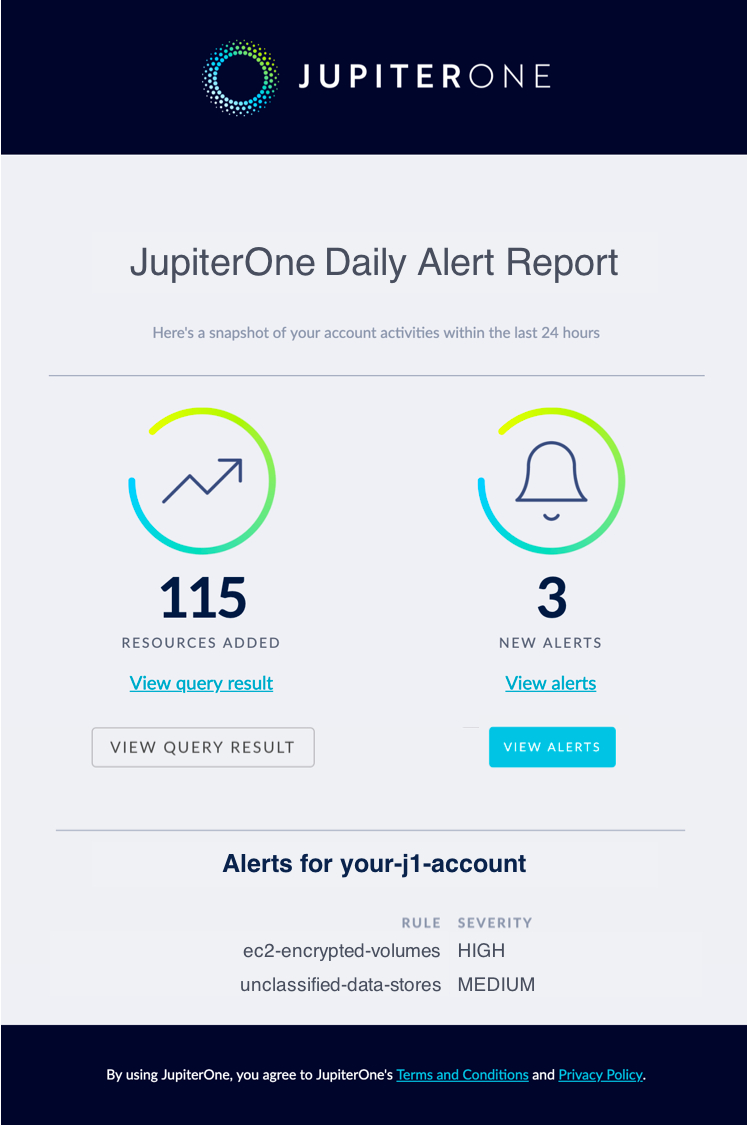 JUPITERONE
JupiterOne Daily Alert Report
Here's a snapshot of your account activities within the last 24 hours
115
RESOURCES ADDED
View query result
VIEW QUERY RESULT
3
NEW ALERTS
View alerts
VIEW ALERTS
Alerts for your-j1-account
RULE SEVERITY
ec2-encrypted-volumes HIGH
unclassified-data-stores MEDIUM
By using JupiterOne, you agree to JupiterOne's Terms and Conditions and Privacy Policy.